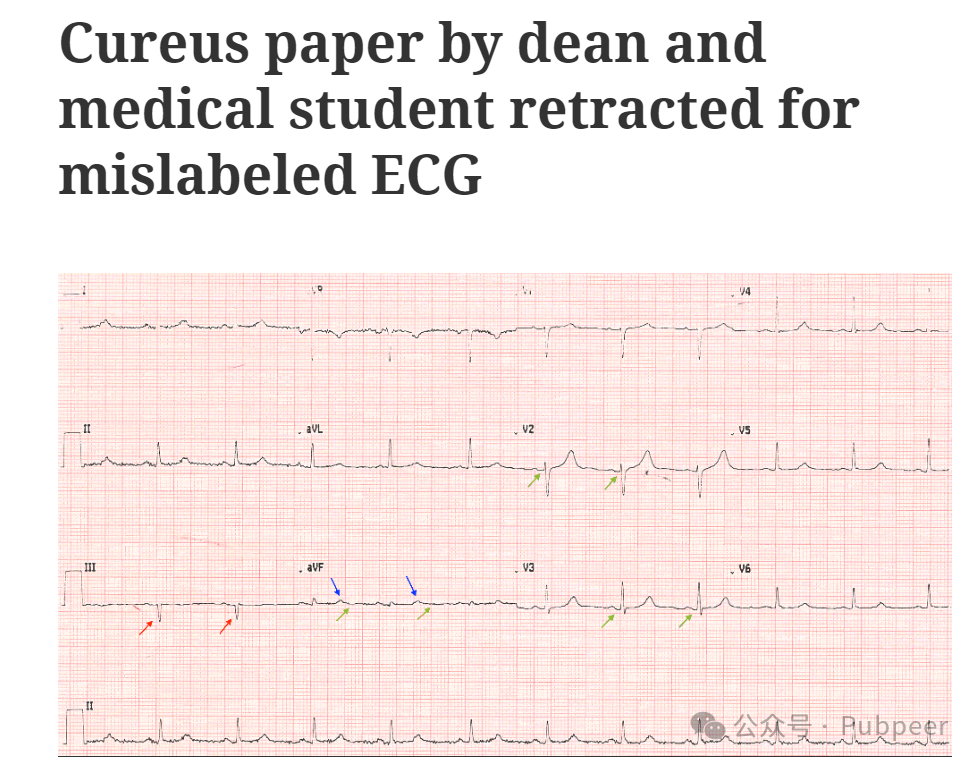 Cureus paper by dean and
medical student retracted for
mislabeled ECG
I
V4
II
aVL
V2
V5
III
aVF
V3
V6
II
公众号 · Pubpeer